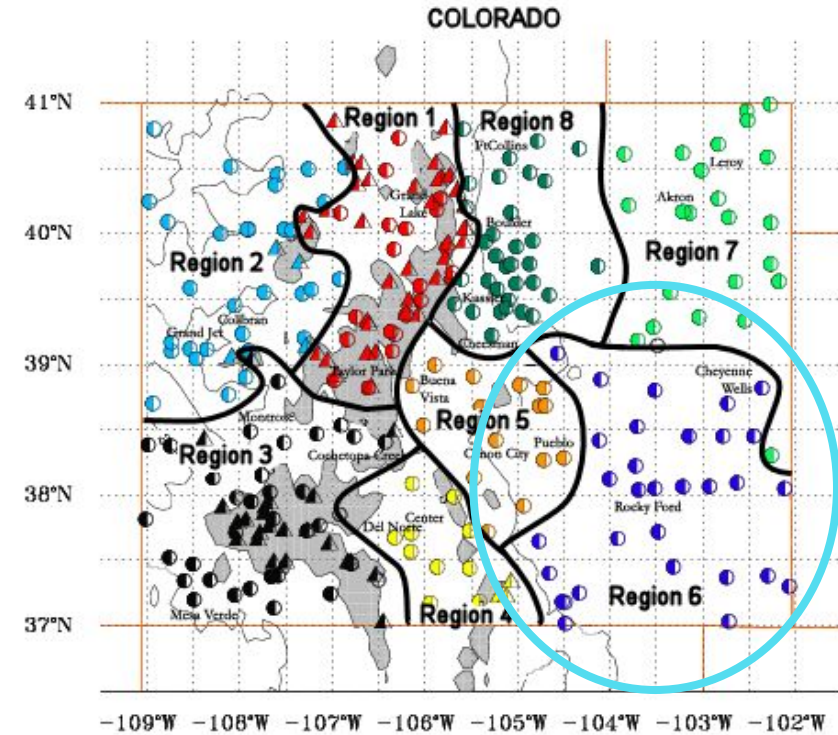 COLORADO
41°N
40°N
39°N
38°N
37°N
Region 1
Region 8
FtCollins
Leroy
Grand
Lake
Akron
Boulder
Region 7
Region 2
Kassler
Collbran
Grand Jct
Cheesman
Taylor Park
Buena
Vista
Cheyenne
Wells
Montrose
Region 5
Region 3
Cochetopa Creek
Canon City
Pueblo
Rocky Ford
Del Norte
Center
Mesa Verde
Region 4
Region 6
-109°W -108°W -107°W -106°W -105°W -104°W -103°W -102°W